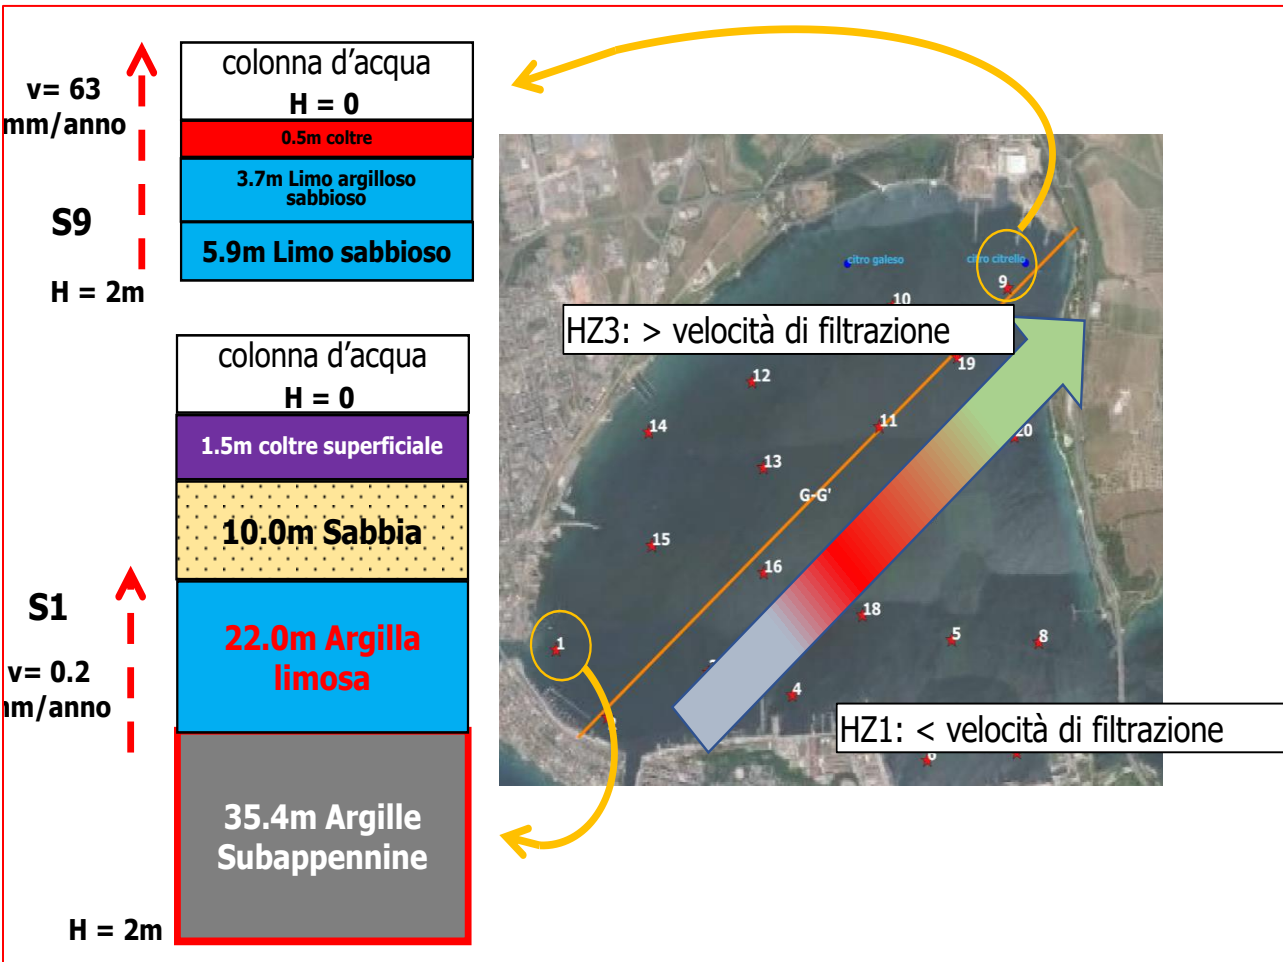 colonna d'acqua
H = 0
0.5m coltre
3.7m Limo argilloso
sabbioso
5.9m Limo sabbioso
v= 63
mm/anno
S9
H = 2m
colonna d'acqua
H = 0
1.5m coltre superficiale
10.0m Sabbia
22.0m Argilla
limosa
35.4m Argille
Subappennine
S1
v= 0.2
mm/anno
H = 2m
citro galeso
citro citrello
9
10
HZ3: > velocità di filtrazione
19
12
14
11
20
13
G-G'
15
16
18
1
5
8
4
HZ1: < velocità di filtrazione
6